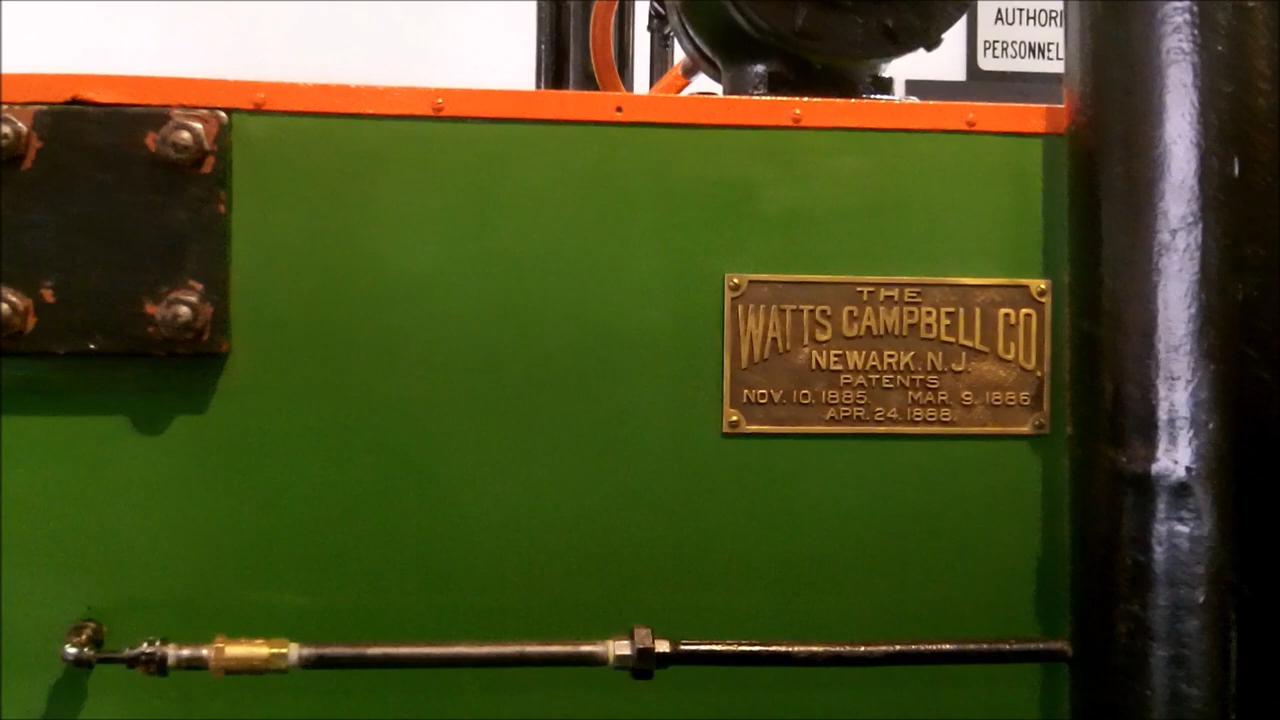 AUTHORI
PERSONNEL
THE
WATTS CAMPBELL CO.
NEWARK, N.J.
PATENTS
NOV. 10, 1885. MAR. 9, 1886
APR. 24, 1888.